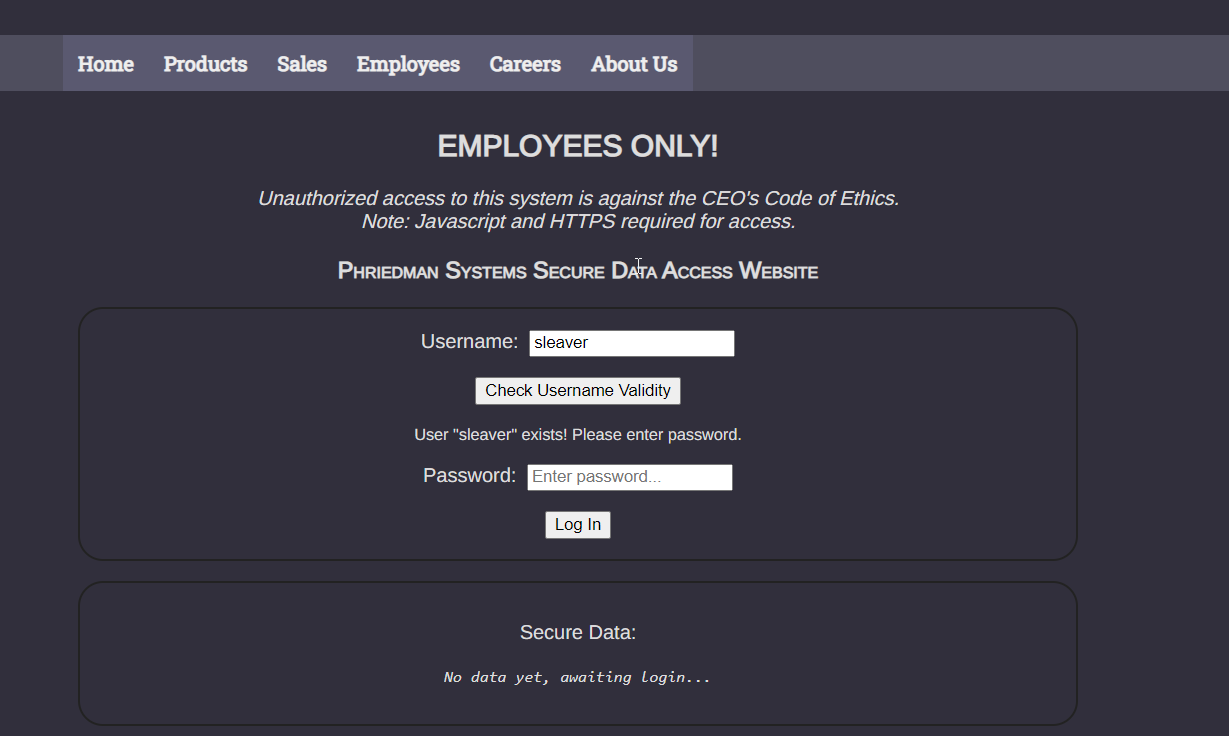 Home Products Sales Employees Careers About Us
EMPLOYEES ONLY!
Unauthorized access to this system is against the CEO's Code of Ethics.
Note: Javascript and HTTPS required for access.
Phriedman Systems Secure Data Access Website
Username: sleaver
Check Username Validity
User "sleaver" exists! Please enter password.
Password: Enter password...
Log In
Secure Data:
No data yet, awaiting login...